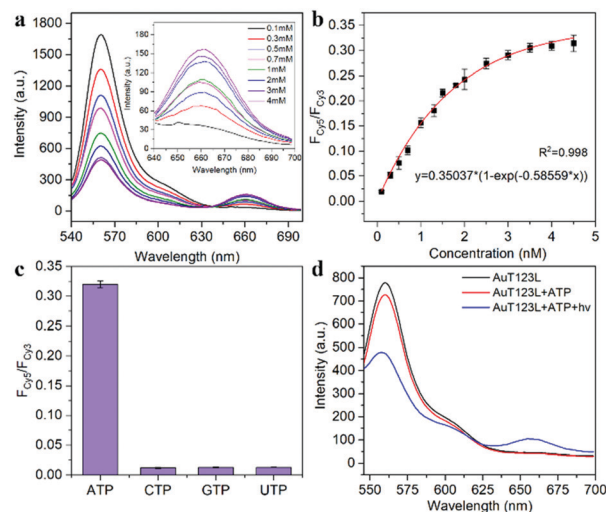 a
1800
1500
1200
900
600
300
0
Intensity (a.u.)
540 570 600 630 660 690
Wavelength (nm)
180
150
120
90
60
30
0
Intensity (a.u.)
640 650 660 670 680 690 700
Wavelength (nm)
0.1mM
0.3mM
0.5mM
0.7mM
1mM
2mM
3mM
4mM
b
0.40
0.35
0.30
0.25
0.20
0.15
0.10
0.05
0.00
FCy5/FCy3
R²=0.998
y=0.35037*(1-exp(-0.58559*x))
0 1 2 3 4 5
Concentration (nM)
c
0.35
0.30
0.25
0.20
0.15
0.10
0.05
0.00
FCy5/FCy3
ATP CTP GTP UTP
d
800
700
600
500
400
300
200
100
0
Intensity (a.u.)
AuT123L
AuT123L+ATP
AuT123L+ATP+hv
550 575 600 625 650 675 700
Wavelength (nm)